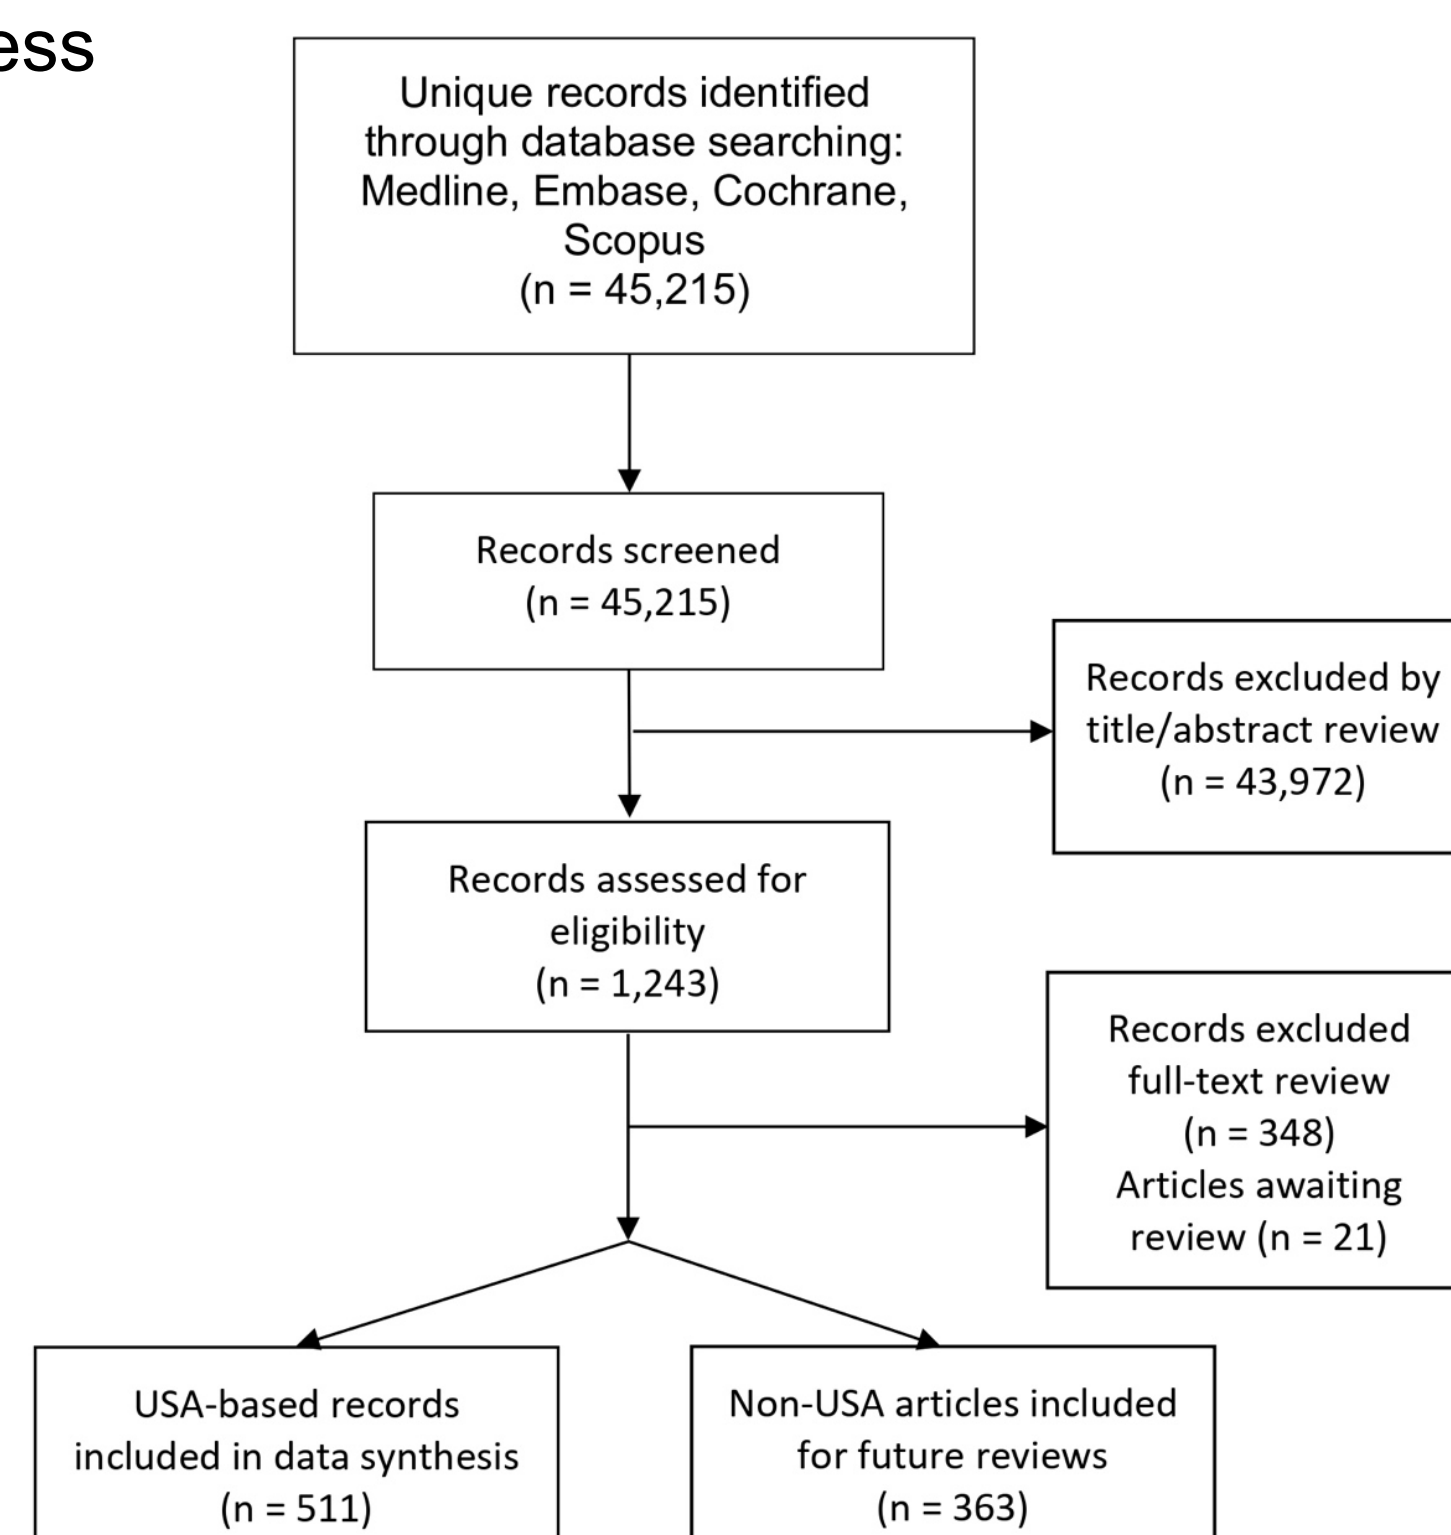 Unique records identified
through database searching:
Medline, Embase, Cochrane,
Scopus
(n = 45,215)
Records screened
(n = 45,215)
Records excluded by
title/abstract review
(n = 43,972)
Records assessed for
eligibility
(n = 1,243)
Records excluded
full-text review
(n = 348)
Articles awaiting
review (n = 21)
USA-based records
included in data synthesis
(n = 511)
Non-USA articles included
for future reviews
(n = 363)